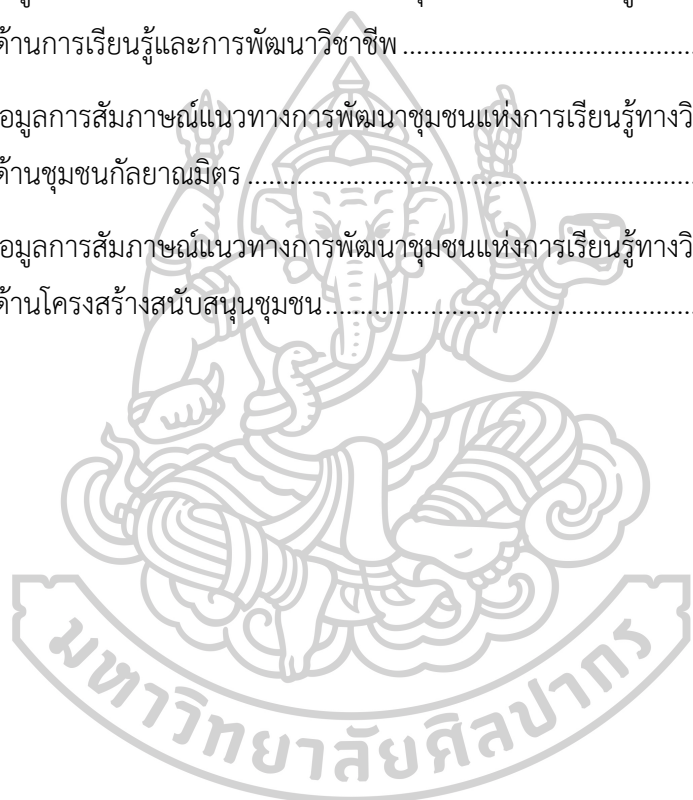 ด้านการเรียนรู้และการพัฒนาวิชาชีพ ..........................................
อมูลการสัมภาษณ์แนวทางการพัฒนาชุมชนแห่งการเรียนรู้ทางวิ
ด้านชุมชนกัลยาณมิตร ..................................................................
อมูลการสัมภาษณ์แนวทางการพัฒนาชุมชนแห่งการเรียนรู้ทางวิ
ด้านโครงสร้างสนับสนุนชุมชน .....................................................
มหาวิทยาลัยศิลปากร